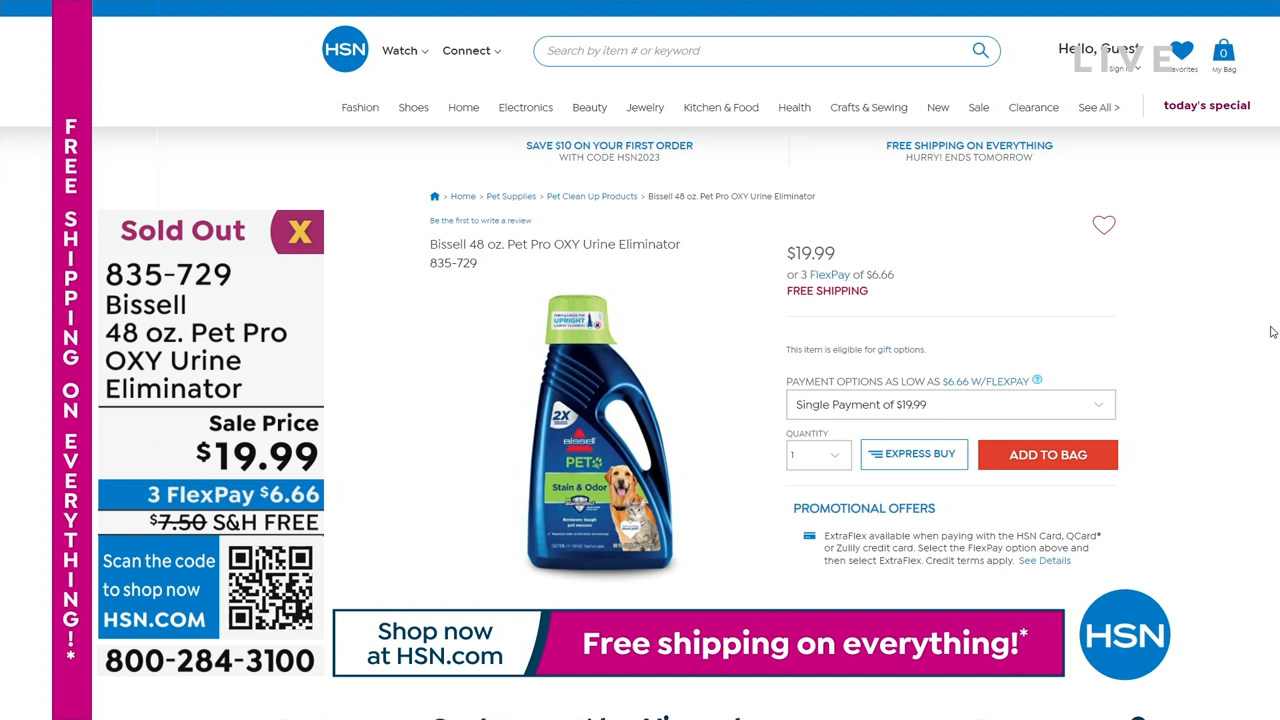 FREE SHIPPING ON EVERYTHING!*
HSN
Watch
Connect
Search by item # or keyword
Hello, Guest
Sign In
LIVE
Favorites
0
My Bag
Fashion
Shoes
Home
Electronics
Beauty
Jewelry
Kitchen & Food
Health
Crafts & Sewing
New
Sale
Clearance
See All >
today's special
SAVE $10 ON YOUR FIRST ORDER
WITH CODE HSN2023
FREE SHIPPING ON EVERYTHING
HURRY! ENDS TOMORROW
> Home > Pet Supplies > Pet Clean Up Products > Bissell 48 oz. Pet Pro OXY Urine Eliminator
Be the first to write a review
Bissell 48 oz. Pet Pro OXY Urine Eliminator
835-729
Sold Out X
835-729
Bissell
48 oz. Pet Pro
OXY Urine
Eliminator
Sale Price
$19.99
3 FlexPay $6.66
$7.50 S&H FREE
Scan the code
to shop now
HSN.COM
800-284-3100
UPRIGHT
2X
BISSELL
PET
Stain & Odor
Removes tough
pet messes
$19.99
or 3 FlexPay of $6.66
FREE SHIPPING
This item is eligible for gift options.
PAYMENT OPTIONS AS LOW AS $6.66 W/FLEXPAY ?
Single Payment of $19.99
QUANTITY
1
EXPRESS BUY
ADD TO BAG
PROMOTIONAL OFFERS
ExtraFlex available when paying with the HSN Card, QCard®
or Zulily credit card. Select the FlexPay option above and
then select ExtraFlex. Credit terms apply. See Details
Shop now
at HSN.com
Free shipping on everything!*
HSN